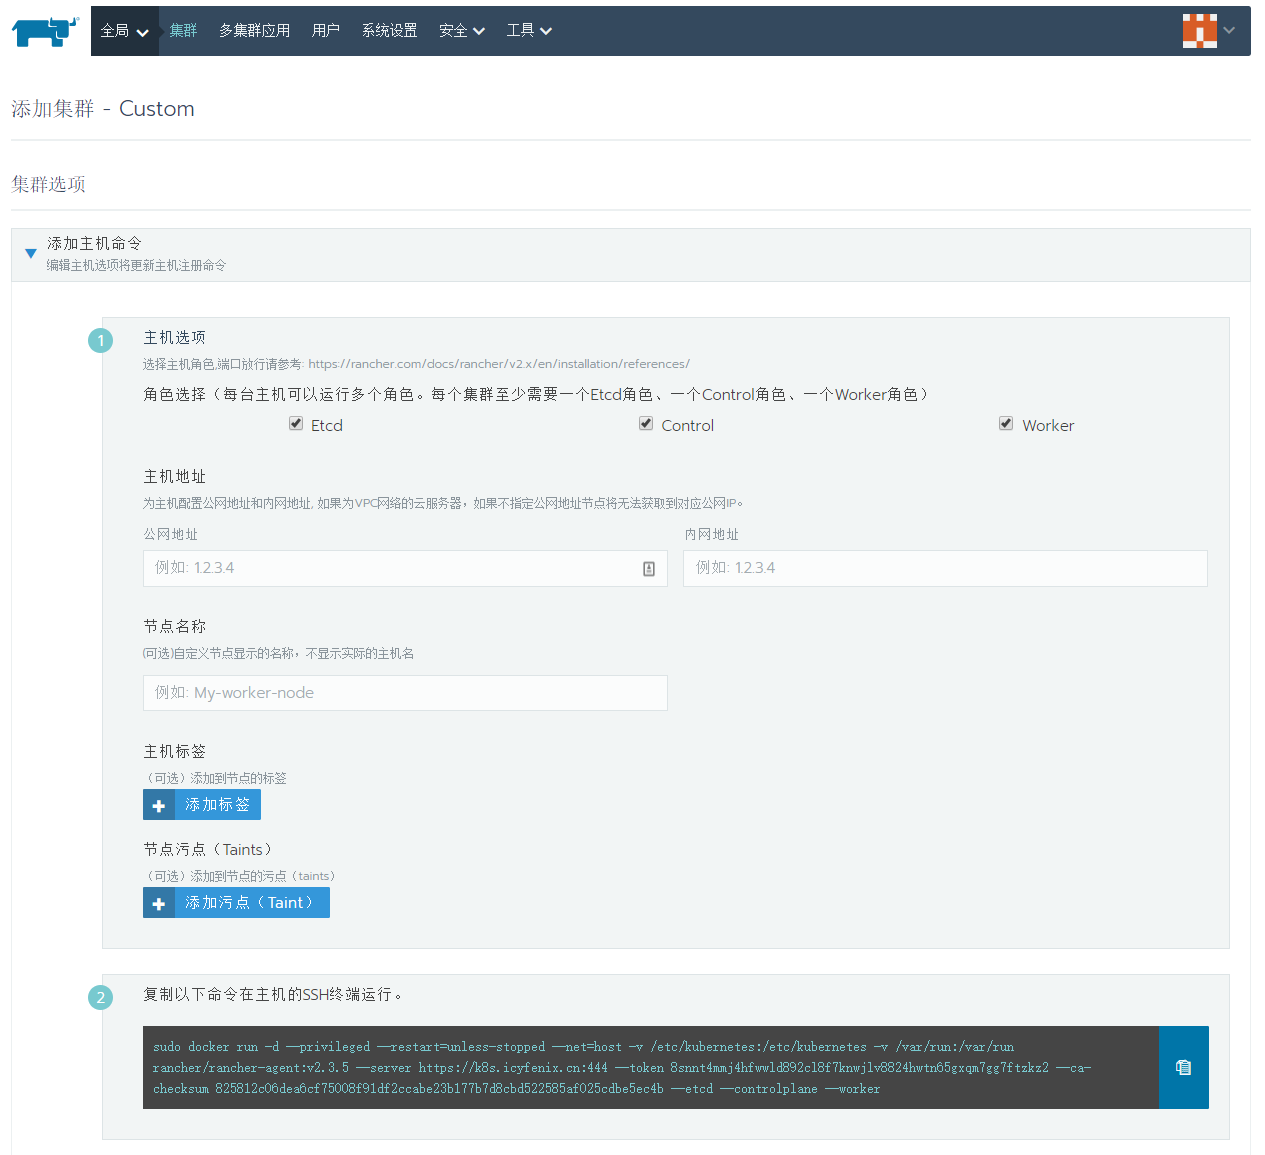 全局 集群 多集群应用 用户 系统设置 安全 工具
添加集群 - Custom
集群选项
添加主机命令
编辑主机选项将更新主机注册命令
1
主机选项
选择主机角色,端口放行请参考: https://rancher.com/docs/rancher/v2.x/en/installation/references/
角色选择（每台主机可以运行多个角色。每个集群至少需要一个Etcd角色、一个Control角色、一个Worker角色）
Etcd Control Worker
主机地址
为主机配置公网地址和内网地址, 如果为VPC网络的云服务器，如果不指定公网地址节点将无法获取到对应公网IP。
公网地址 内网地址
例如: 1.2.3.4 例如: 1.2.3.4
节点名称
(可选)自定义节点显示的名称，不显示实际的主机名
例如: My-worker-node
主机标签
（可选）添加到节点的标签
添加标签
节点污点（Taints）
（可选）添加到节点的污点（taints）
添加污点（Taint）
2
复制以下命令在主机的SSH终端运行。
sudo docker run -d --privileged --restart=unless-stopped --net=host -v /etc/kubernetes:/etc/kubernetes -v /var/run:/var/run
rancher/rancher-agent:v2.3.5 --server https://k8s.icyfenix.cn:444 --token 8snnt4mmj4hfwwld892cl8f7knwjlv8824hwtn65gxqm7gg7ftzkz2 --ca-
checksum 825812c06dea6cf75008f91df2ccabe23b177b7d8cbd522585af025cdbe5ec4b --etcd --controlplane --worker